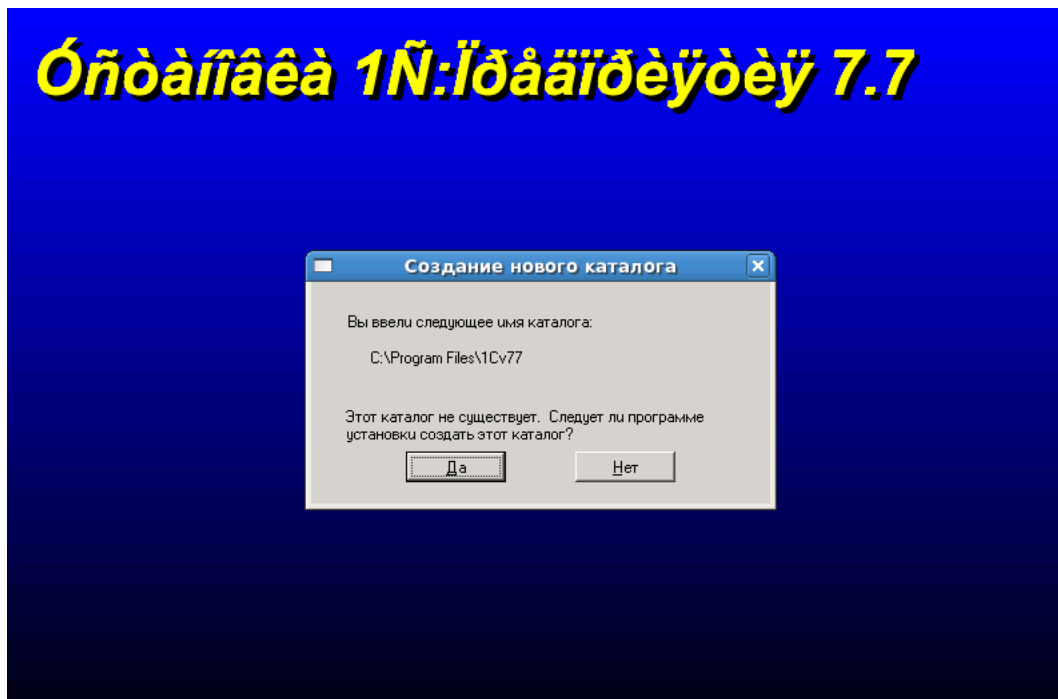 Óñòàíîâêà 1Ñ:Ïðåäïðèÿòèÿ 7.7
Создание нового каталога
Вы ввели следующее имя каталога:
C:\Program Files\1Cv77
Этот каталог не существует. Следует ли программе
установки создать этот каталог?
Да
Нет